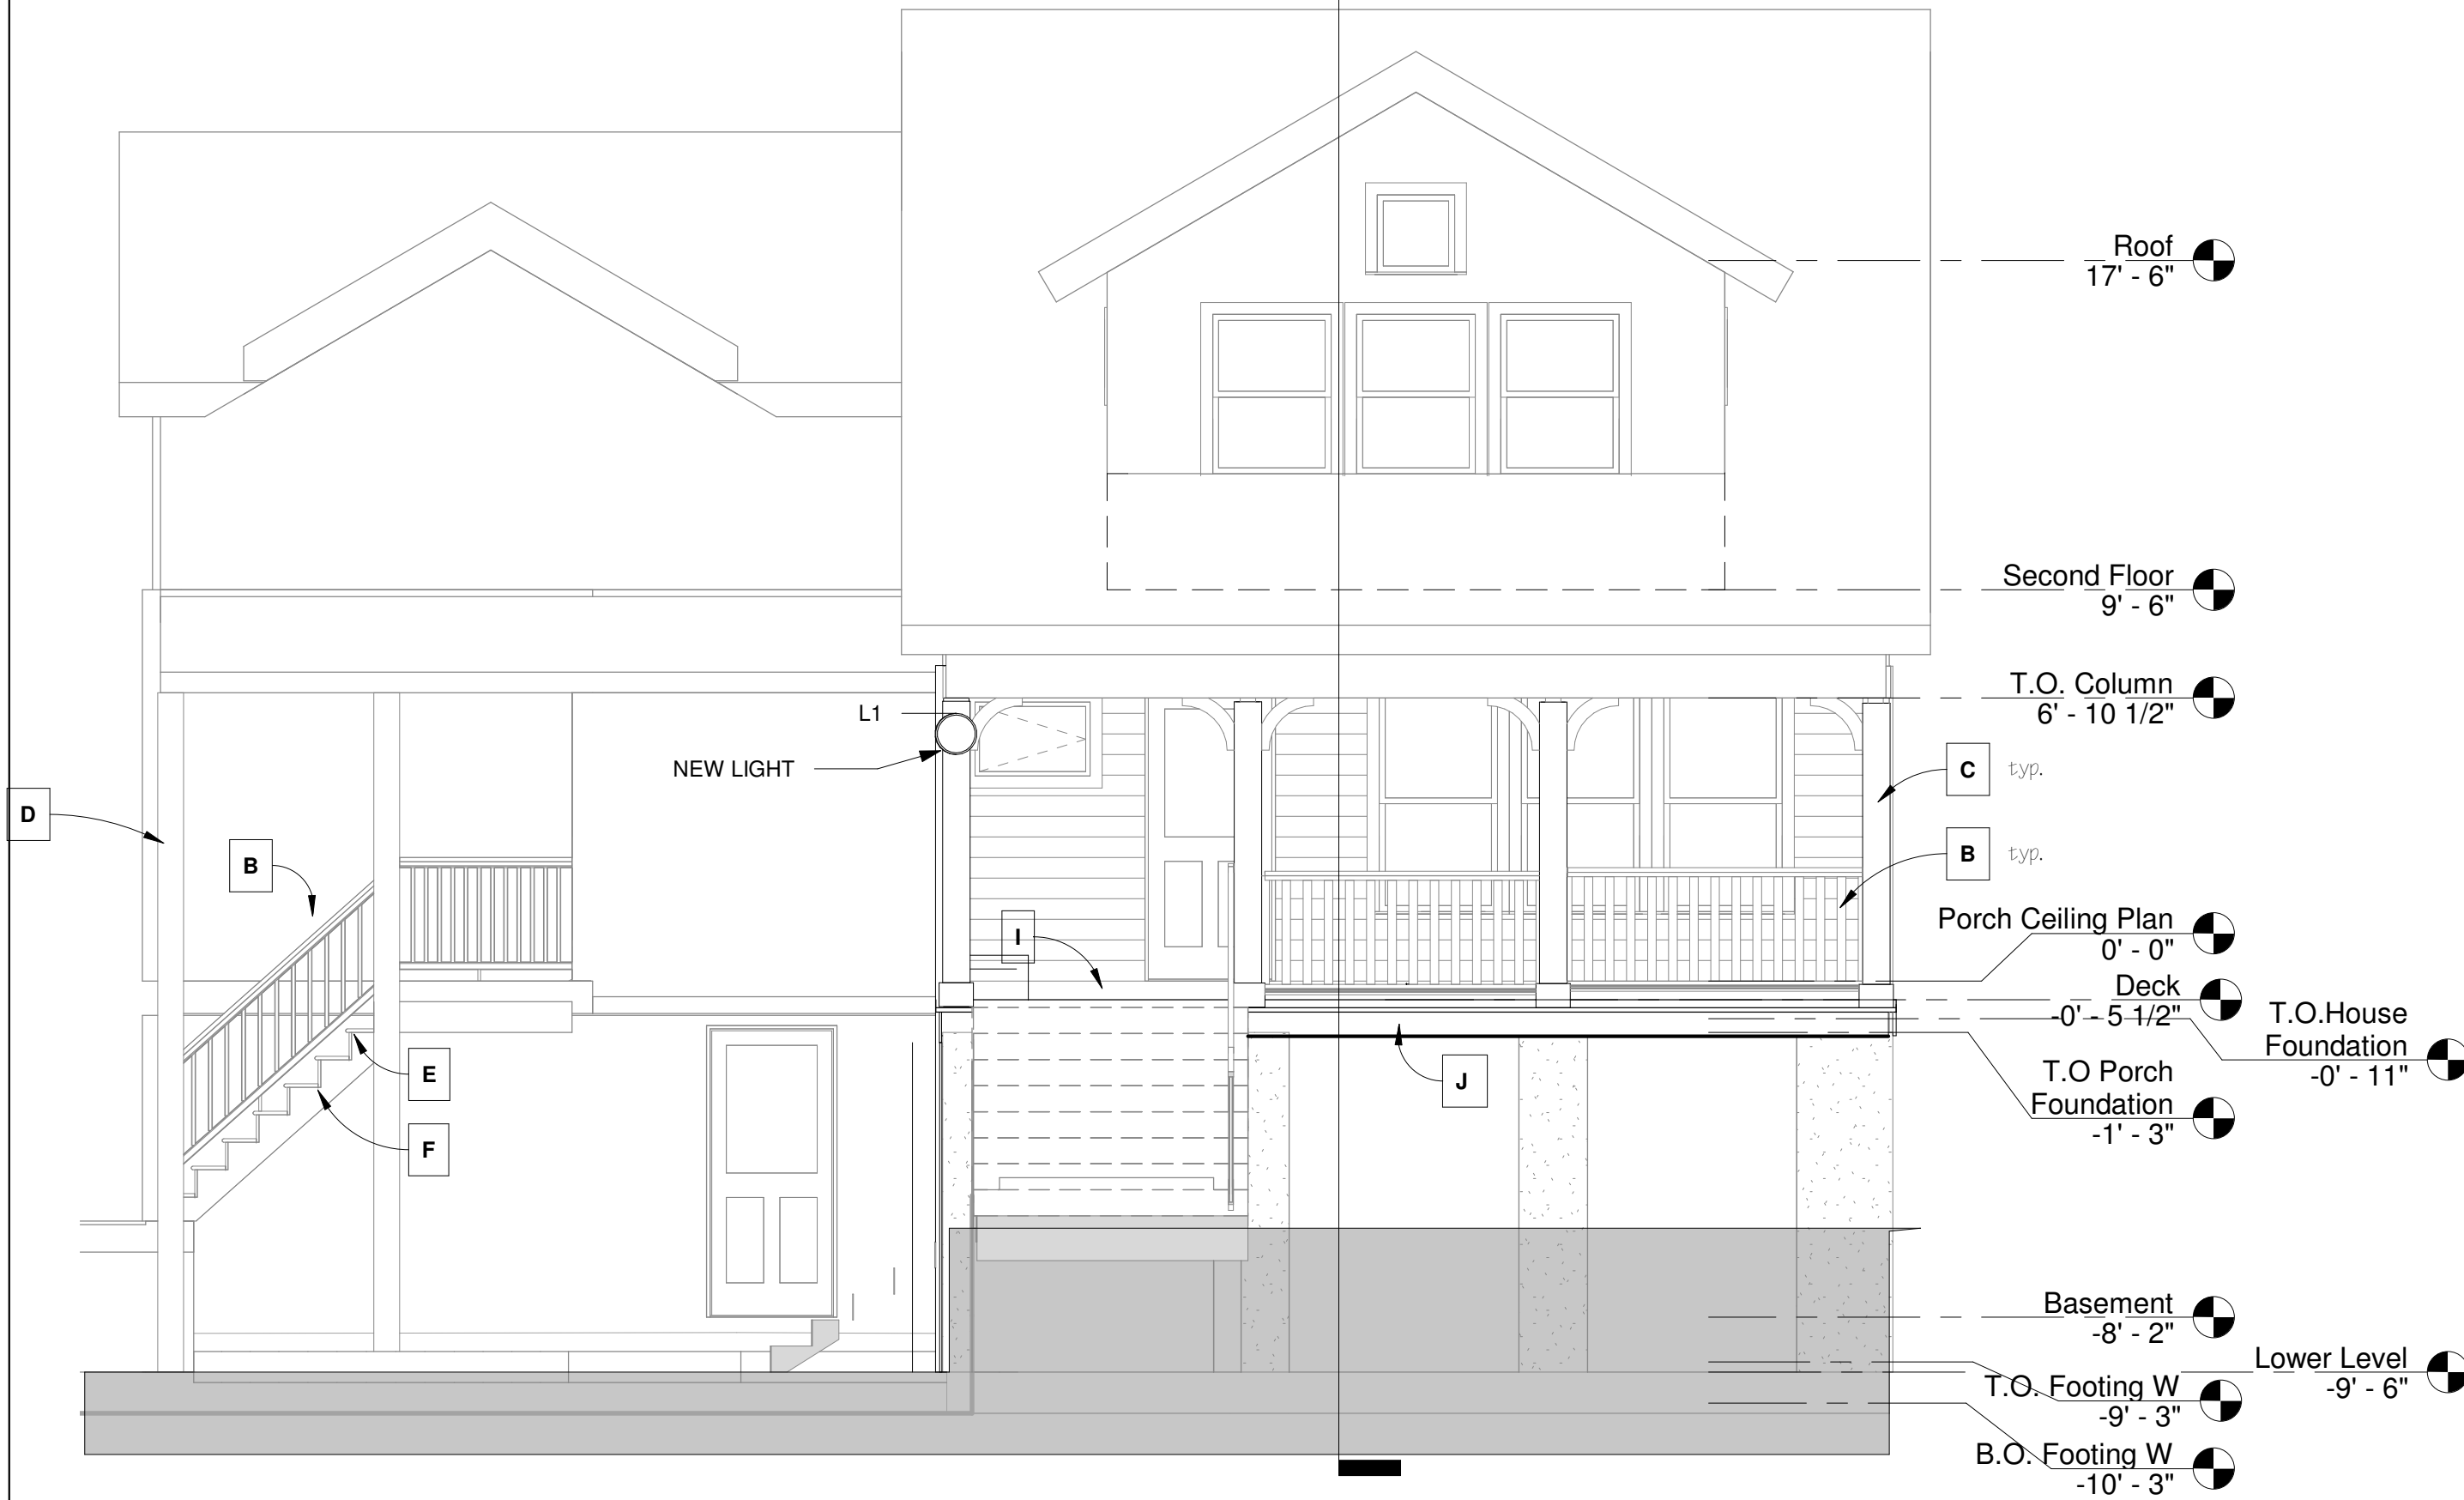 Roof
17' - 6"
Second Floor
9' - 6"
T.O. Column
6' - 10 1/2"
L1
NEW LIGHT
C typ.
D
B
B typ.
Porch Ceiling Plan
0' - 0"
I
Deck
-0' - 5 1/2"
T.O.House
Foundation
-0' - 11"
E
J
T.O Porch
Foundation
-1' - 3"
F
Basement
-8' - 2"
Lower Level
-9' - 6"
T.O. Footing W
-9' - 3"
B.O. Footing W
-10' - 3"